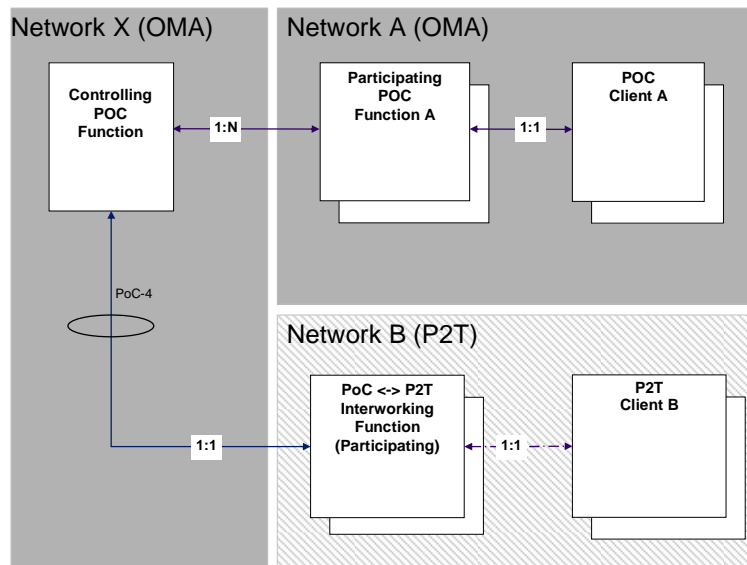 Network X (OMA)
Controlling
POC
Function
1:N
PoC-4
1:1
Network A (OMA)
Participating
POC
Function A
1:1
POC
Client A
Network B (P2T)
PoC <-> P2T
Interworking
Function
(Participating)
1:1
P2T
Client B